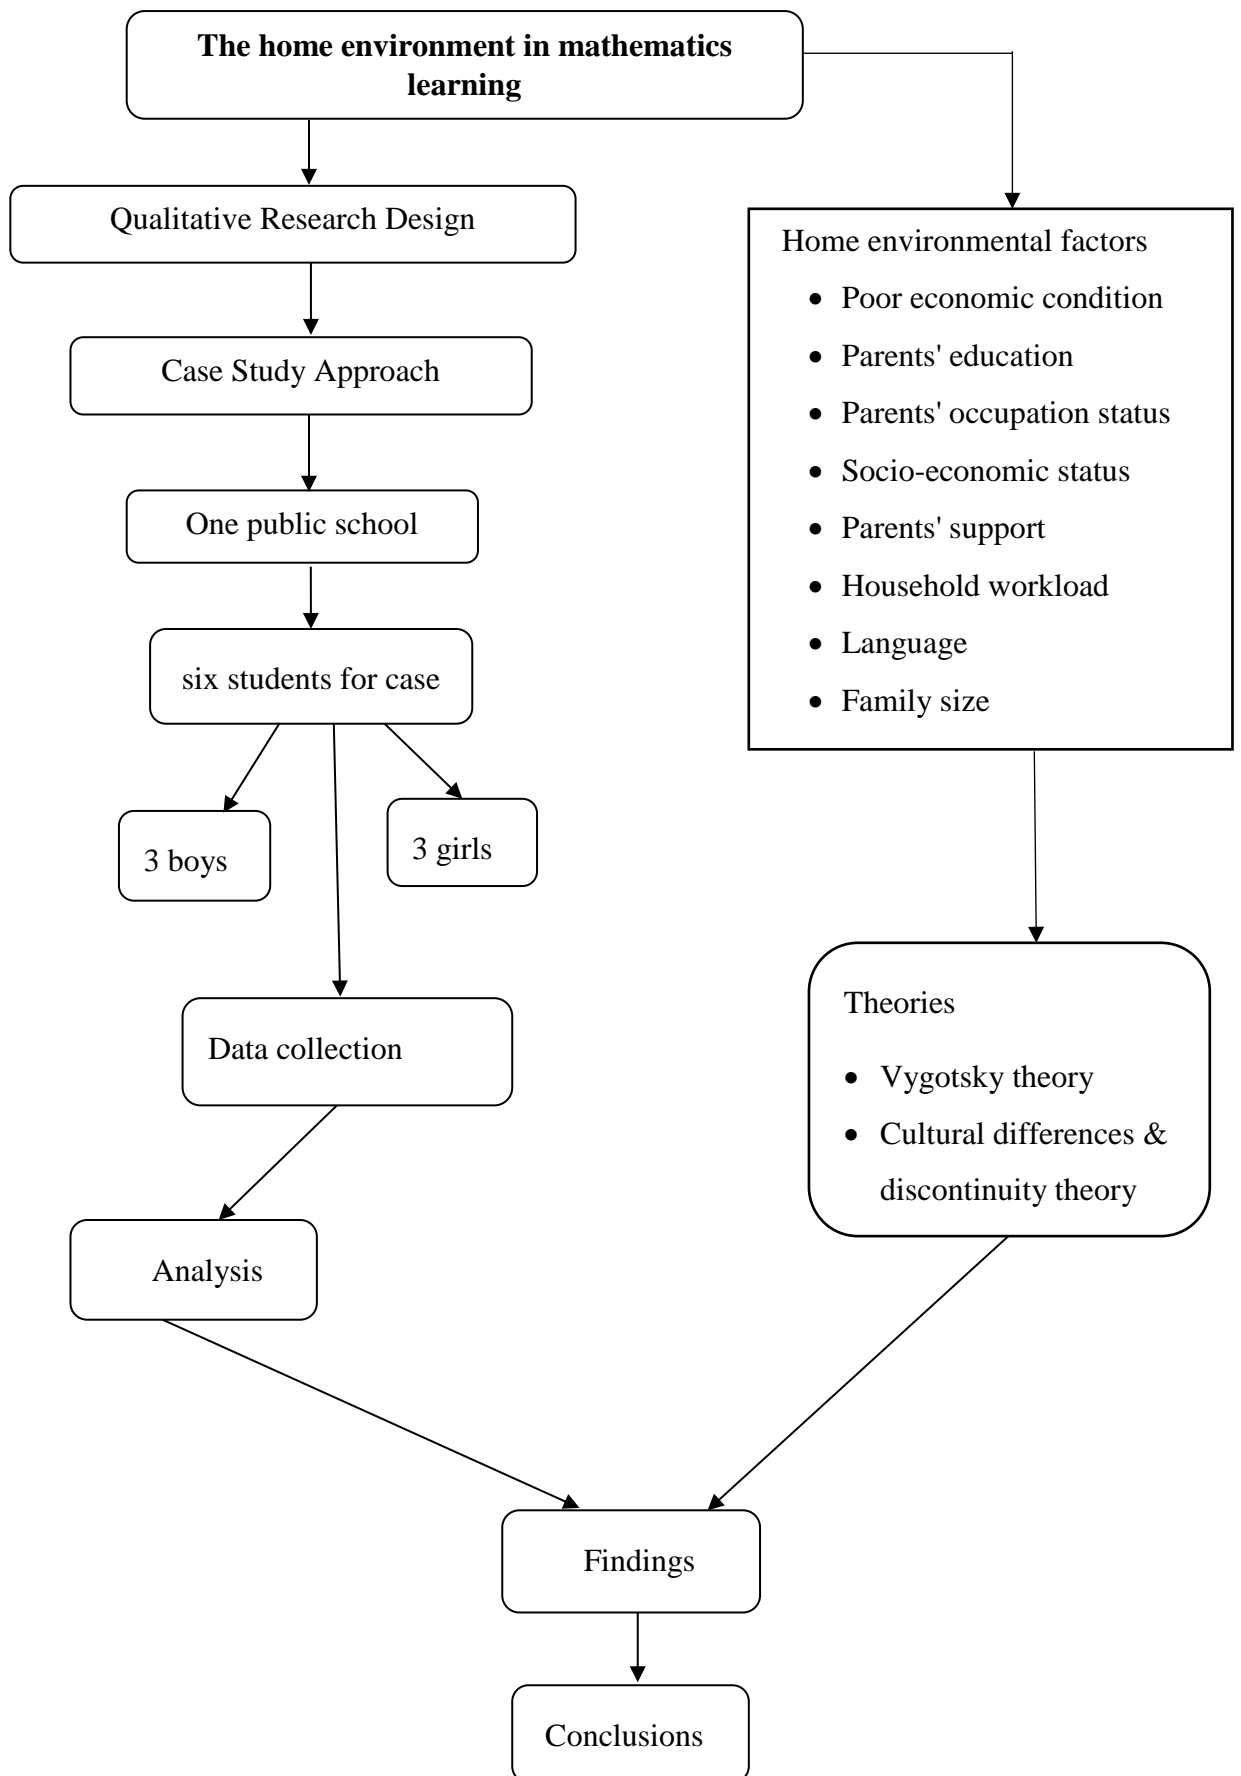 The home environment in mathematics
learning
Qualitative Research Design
Case Study Approach
One public school
six students for case
3 boys
3 girls
Data collection
Analysis
Home environmental factors
• Poor economic condition
• Parents' education
• Parents' occupation status
• Socio-economic status
• Parents' support
• Household workload
• Language
• Family size
Theories
• Vygotsky theory
• Cultural differences &
discontinuity theory
Findings
Conclusions